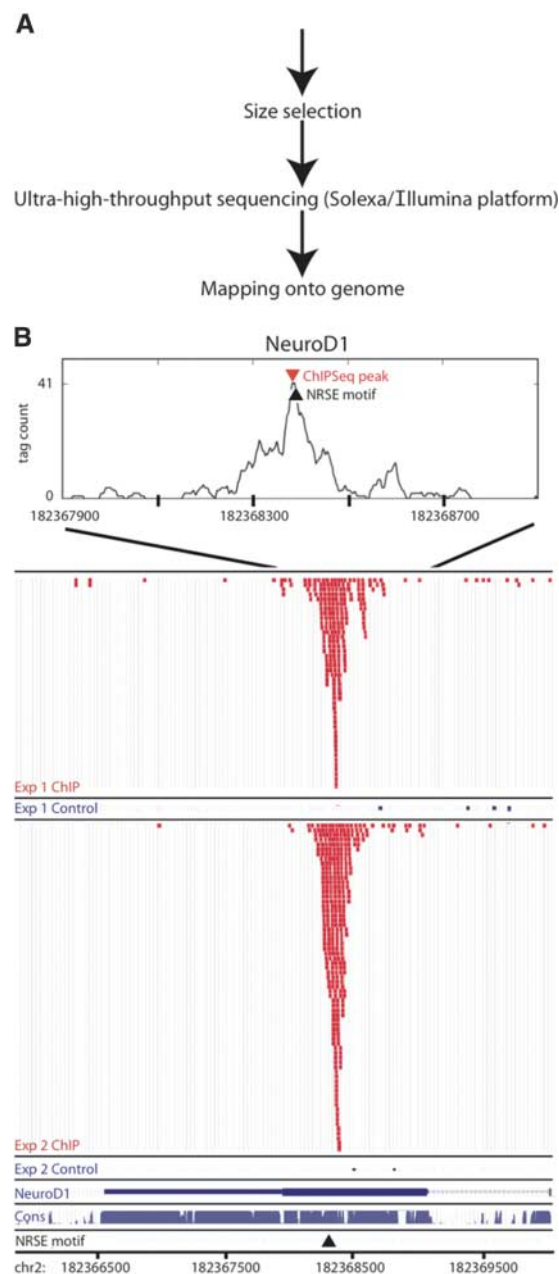 A
Size selection
Ultra-high-throughput sequencing (Solexa/Illumina platform)
Mapping onto genome
B
NeuroD1
41
ChIPSeq peak
NRSE motif
tag count
0
182367900 182368300 182368700
Exp 1 ChIP
Exp 1 Control
Exp 2 ChIP
Exp 2 Control
NeuroD1
Cons
NRSE motif
chr2: 182366500 182367500 182368500 182369500